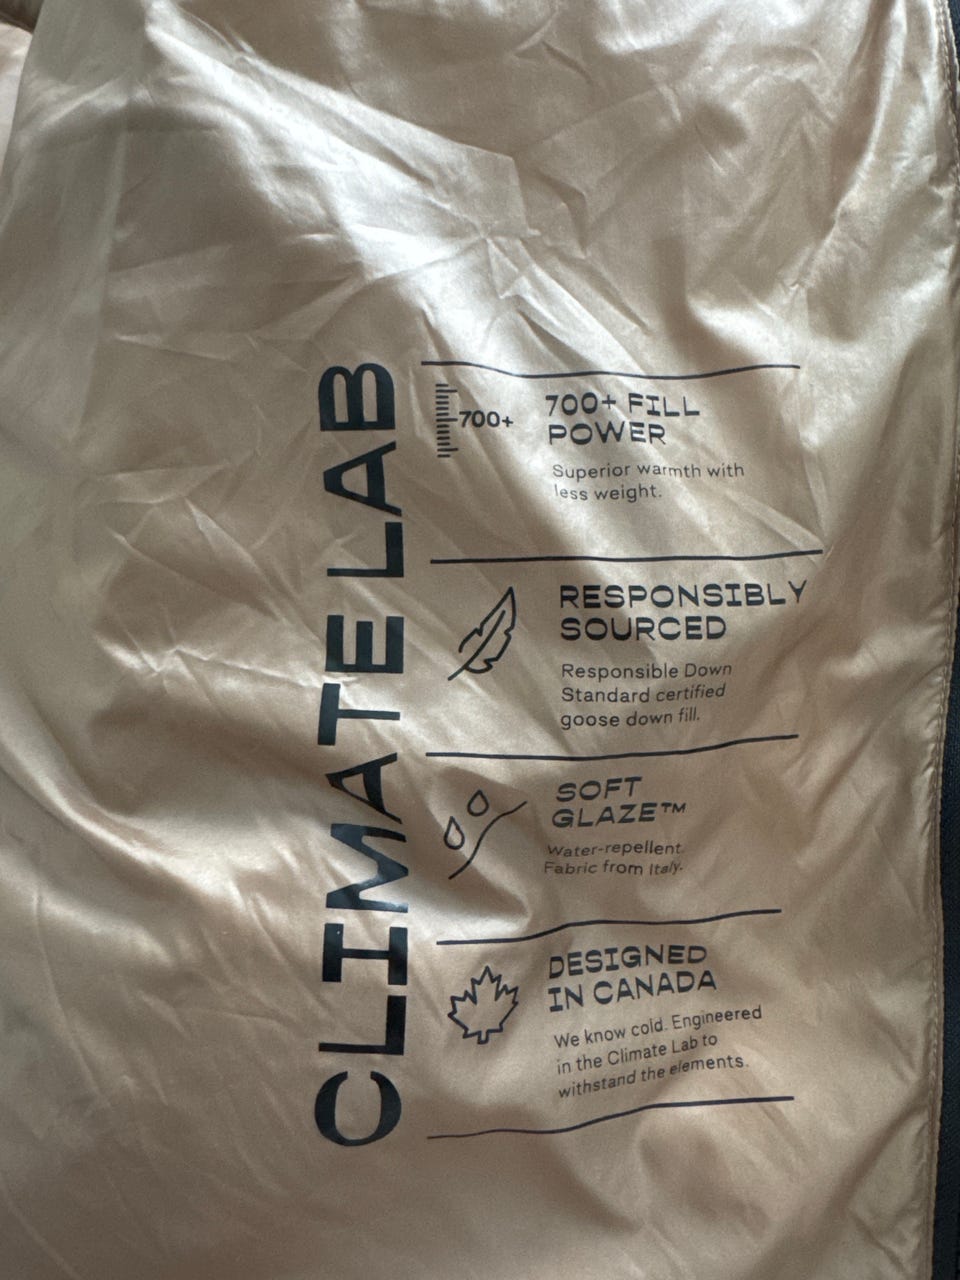 CLIMATE LAB
700+
700+ FILL
POWER
Superior warmth with
less weight.
RESPONSIBLY
SOURCED
Responsible Down
Standard certified
goose down fill.
SOFT
GLAZE™
Water-repellent.
Fabric from Italy.
DESIGNED
IN CANADA
We know cold. Engineered
in the Climate Lab to
withstand the elements.